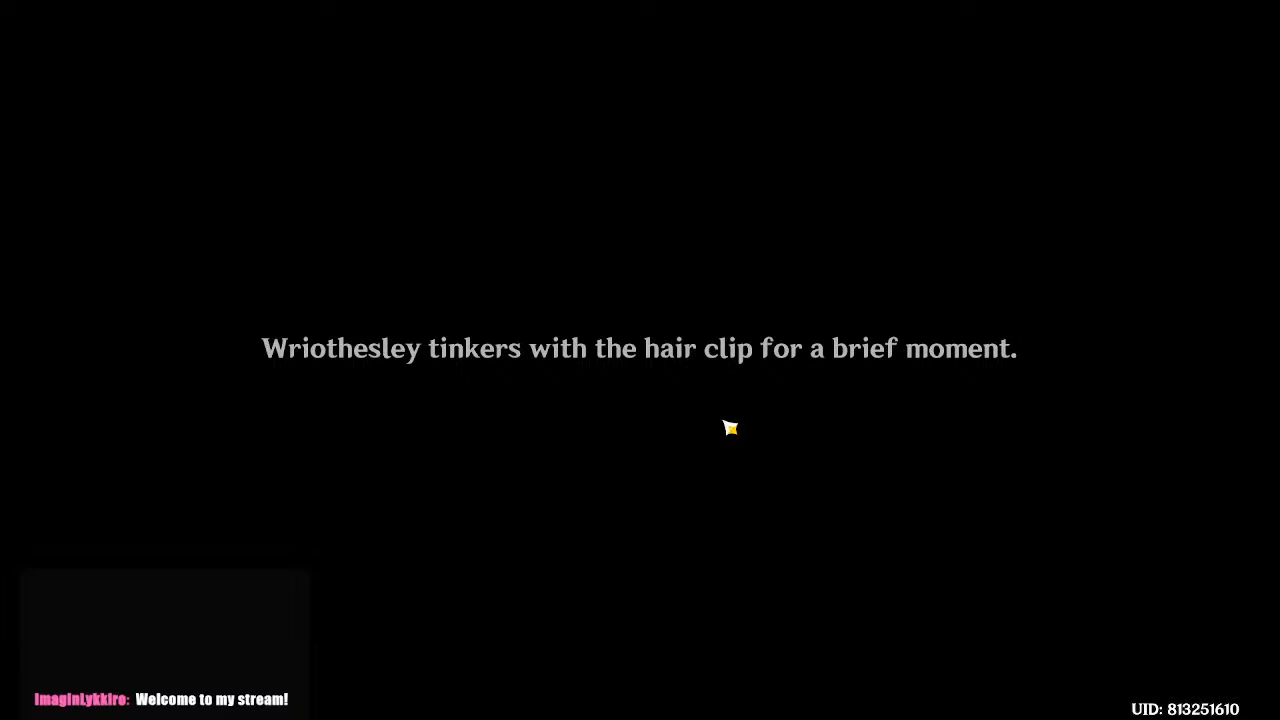 Wriothesley tinkers with the hair clip for a brief moment.
ImaginLykkiro: Welcome to my stream!
UID: 813251610